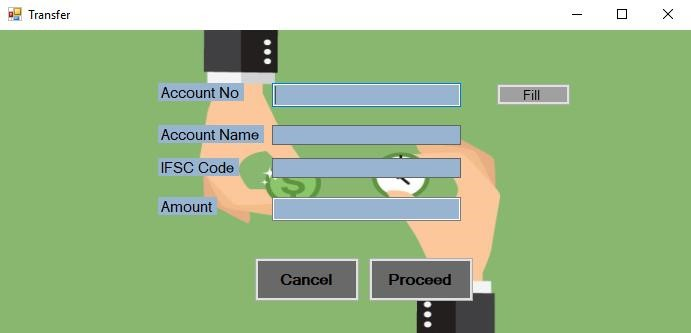 Transfer
Account No
Fill
Account Name
IFSC Code
$
Amount
Cancel
Proceed